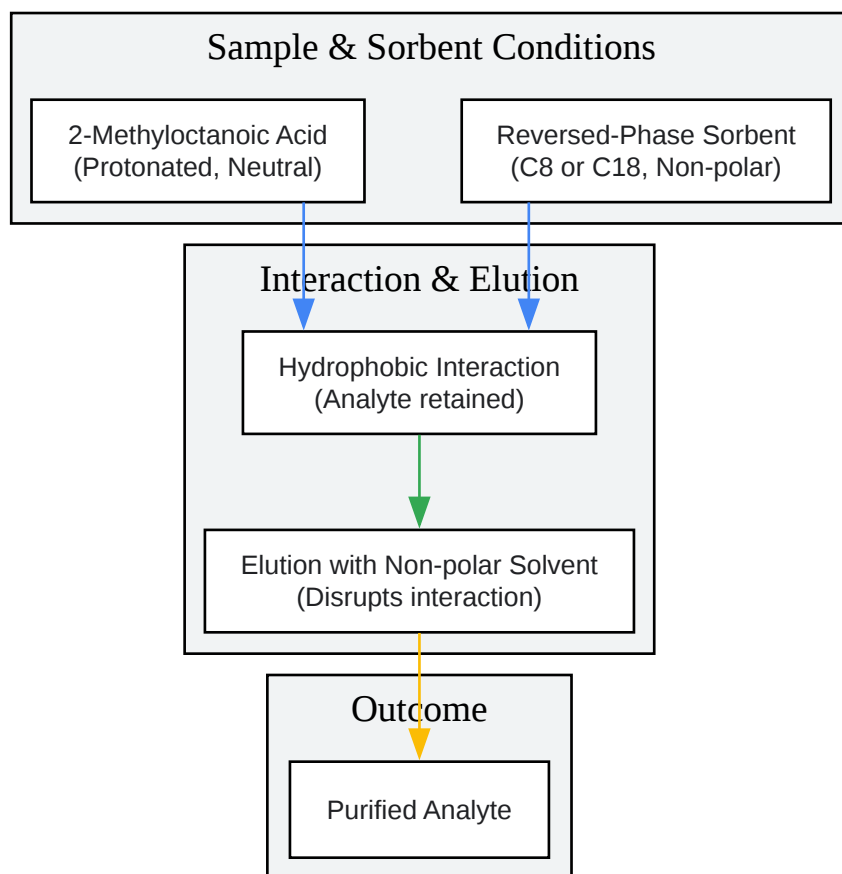 Sample & Sorbent Conditions
2-Methyloctanoic Acid
(Protonated, Neutral)
Reversed-Phase Sorbent
(C8 or C18, Non-polar)
Interaction & Elution
Hydrophobic Interaction
(Analyte retained)
Elution with Non-polar Solvent
(Disrupts interaction)
Outcome
Purified Analyte